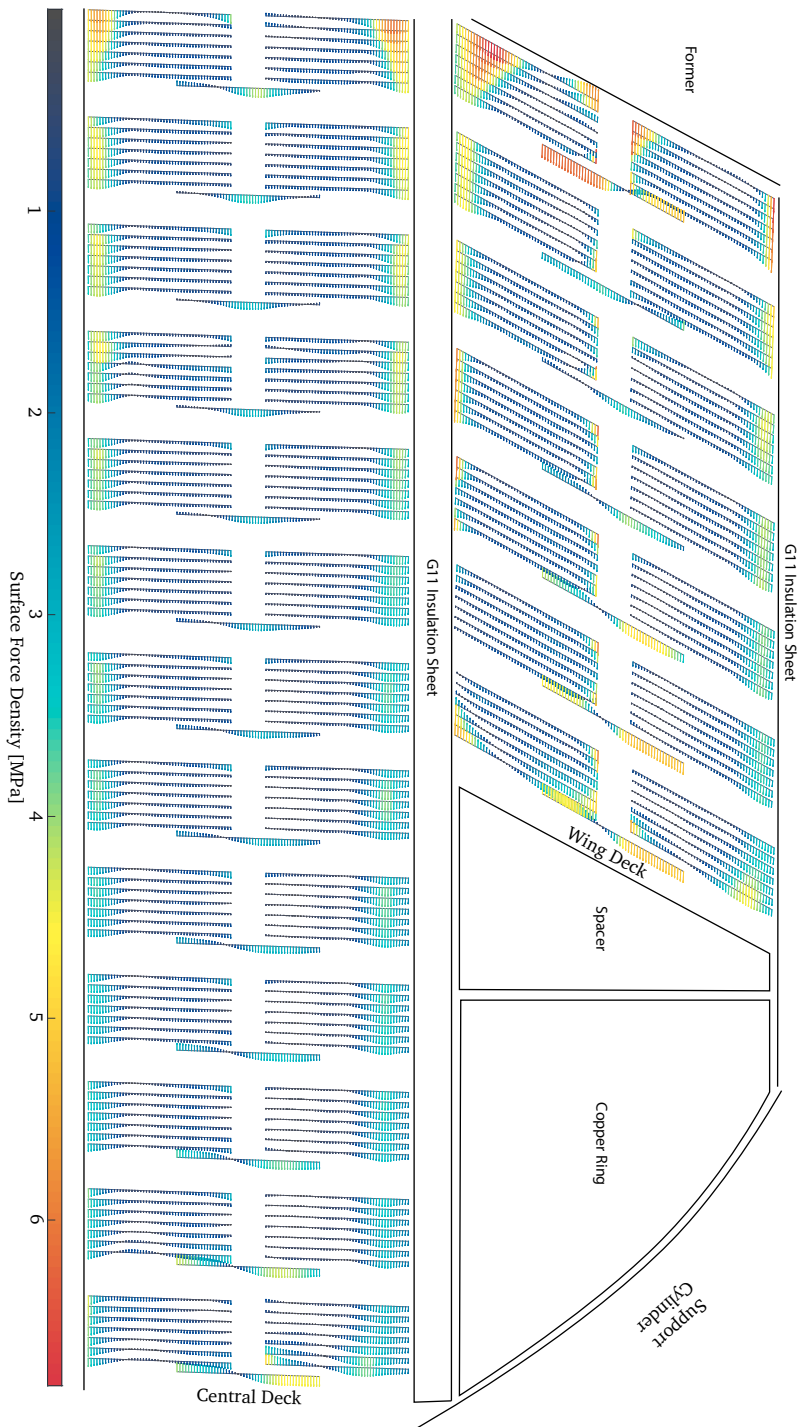 Former
G11 Insulation Sheet
G11 Insulation Sheet
Wing Deck
Spacer
Copper Ring
Support
Cylinder
Central Deck
1
2
3
4
5
6
Surface Force Density [MPa]